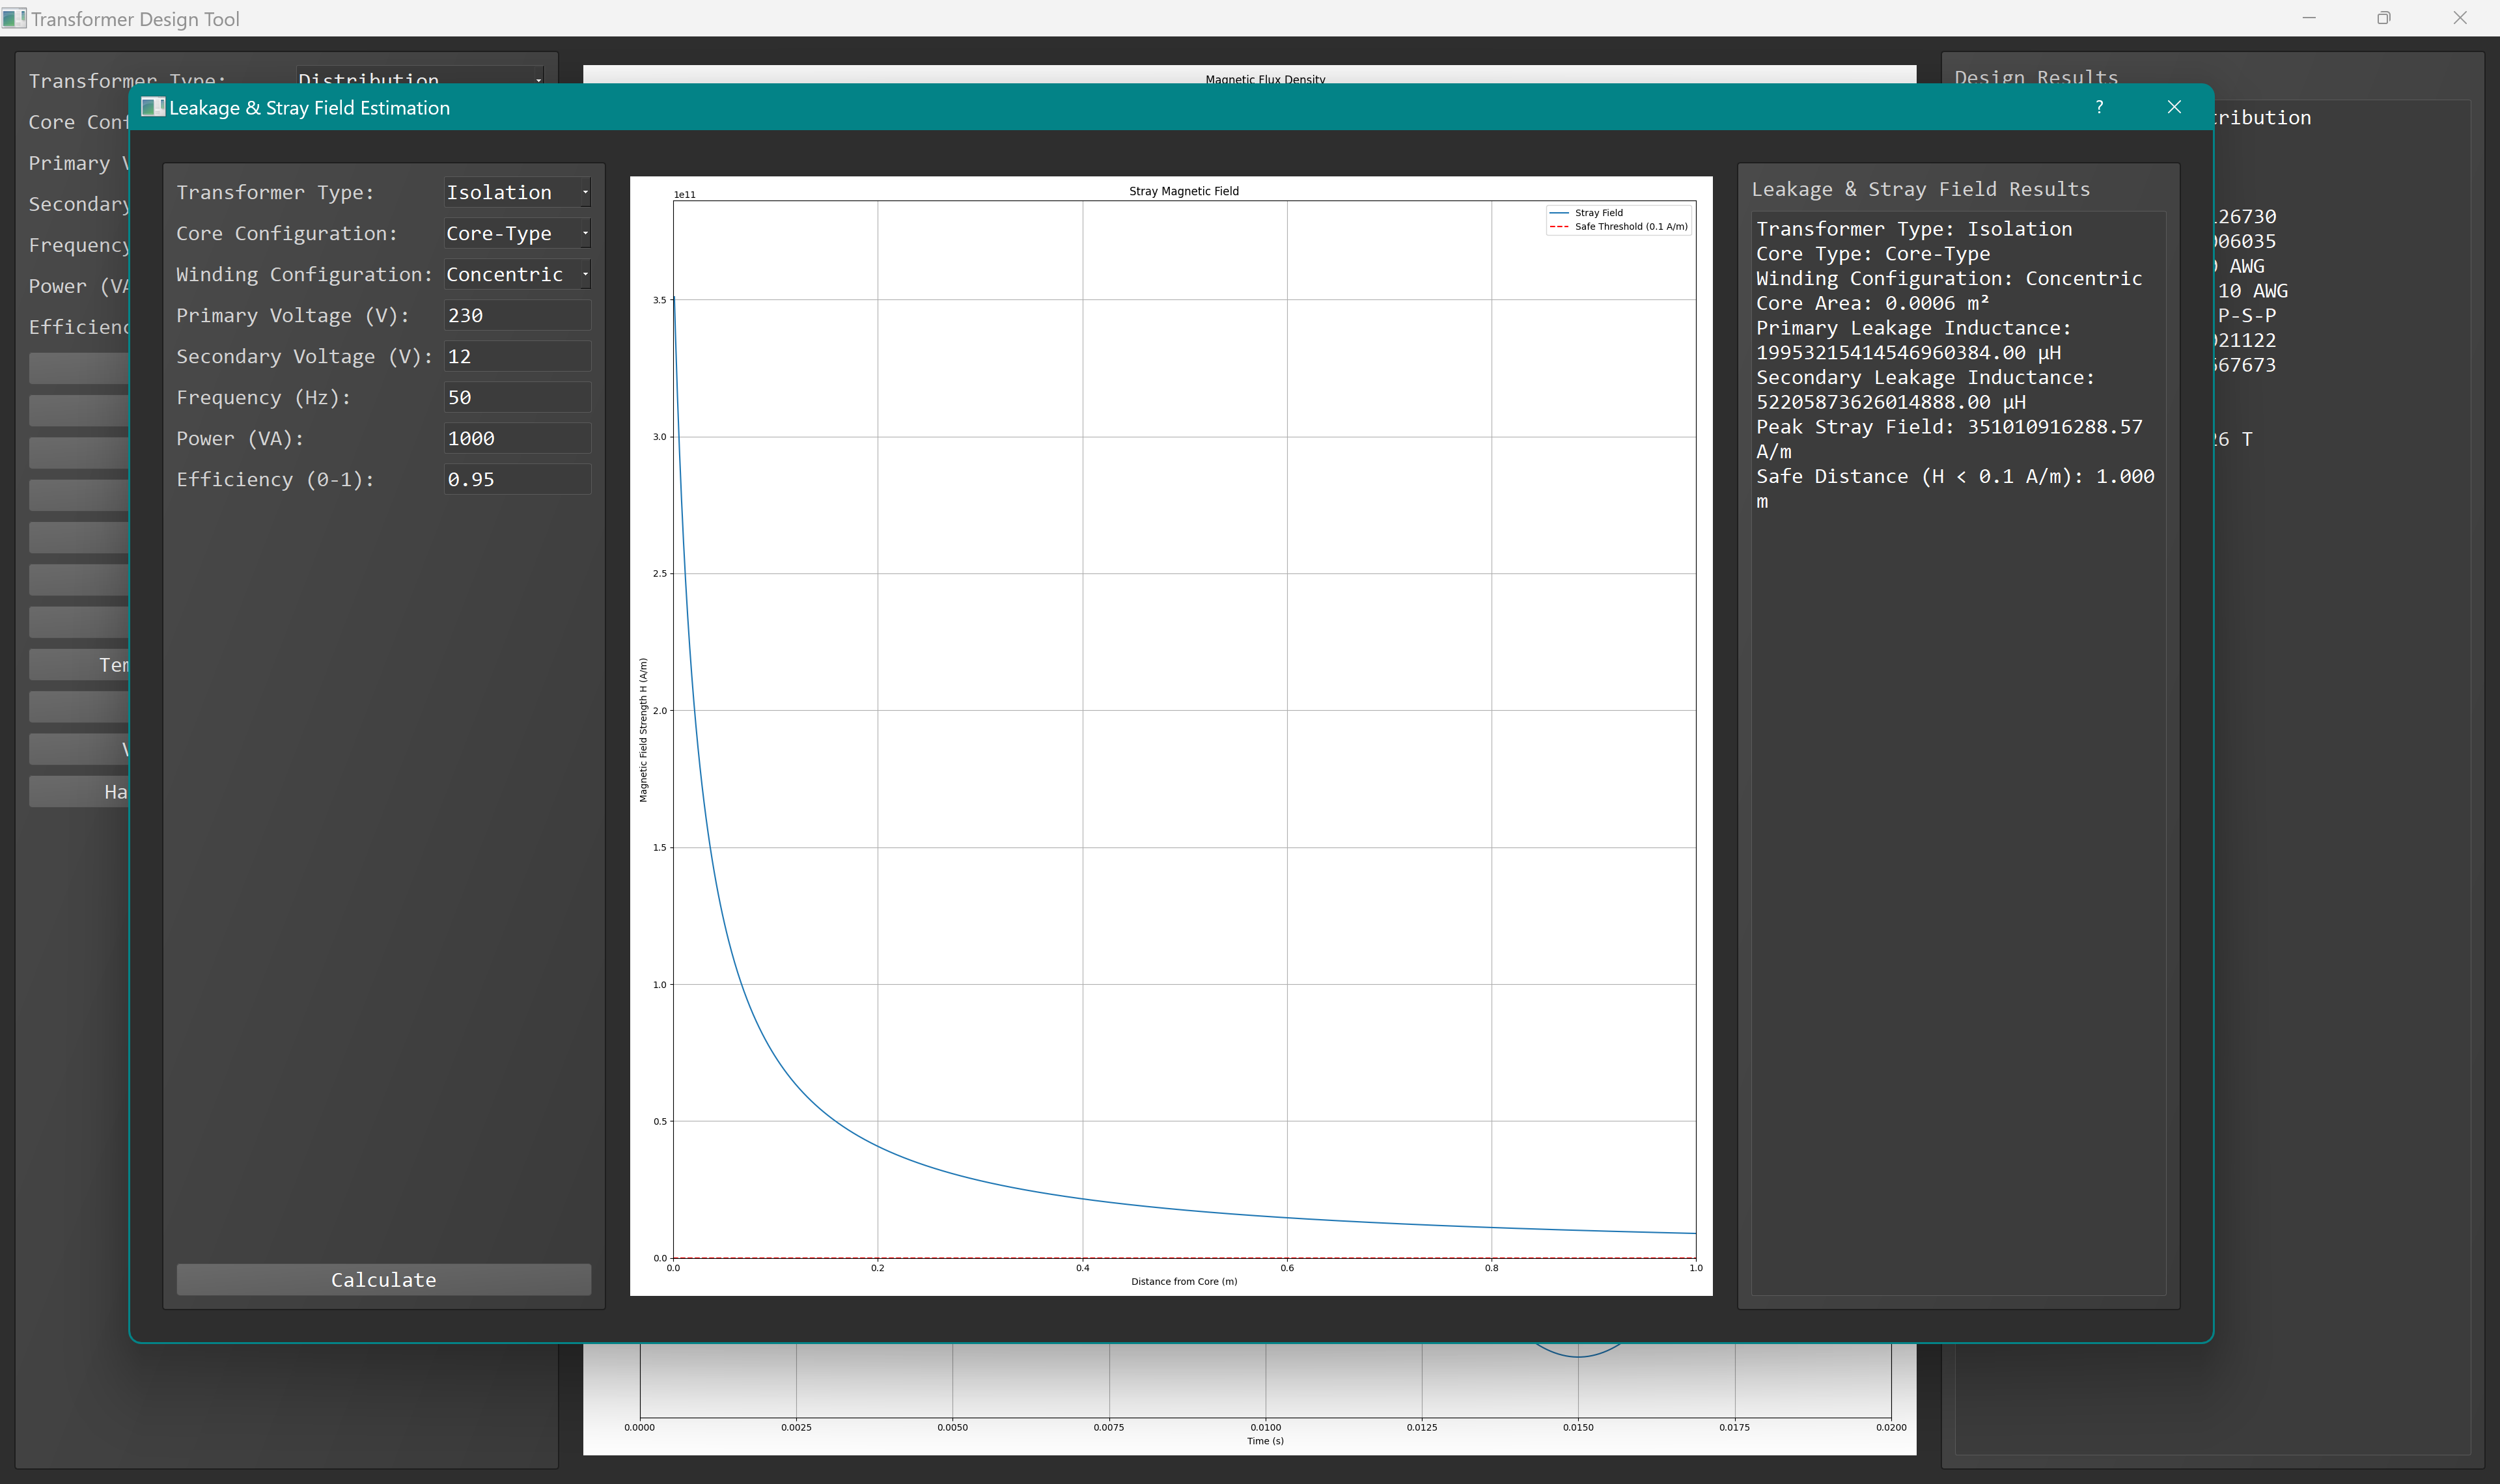 Transformer Design Tool
Transformer Type:
Distribution
Core Conf
Primary V
Secondary
Frequency
Power (VA
Efficienc
Ten
Ha
Magnetic Flux Density
Design Results
tribution
126730
006035
AWG
10 AWG
P-S-P
021122
567673
26 T
Leakage & Stray Field Estimation
?
Transformer Type:
Isolation
Core Configuration:
Core-Type
Winding Configuration:
Concentric
Primary Voltage (V):
230
Secondary Voltage (V):
12
Frequency (Hz):
50
Power (VA):
1000
Efficiency (0-1):
0.95
Calculate
1e11
Stray Magnetic Field
Stray Field
Safe Threshold (0.1 A/m)
3.5
3.0
2.5
2.0
1.5
1.0
0.5
0.0
Magnetic Field Strength H (A/m)
0.0 0.2 0.4 0.6 0.8 1.0
Distance from Core (m)
Leakage & Stray Field Results
Transformer Type: Isolation
Core Type: Core-Type
Winding Configuration: Concentric
Core Area: 0.0006 m²
Primary Leakage Inductance:
19953215414546960384.00 μH
Secondary Leakage Inductance:
52205873626014888.00 μH
Peak Stray Field: 351010916288.57
A/m
Safe Distance (H < 0.1 A/m): 1.000
m
0.0000 0.0025 0.0050 0.0075 0.0100 0.0125 0.0150 0.0175 0.0200
Time (s)